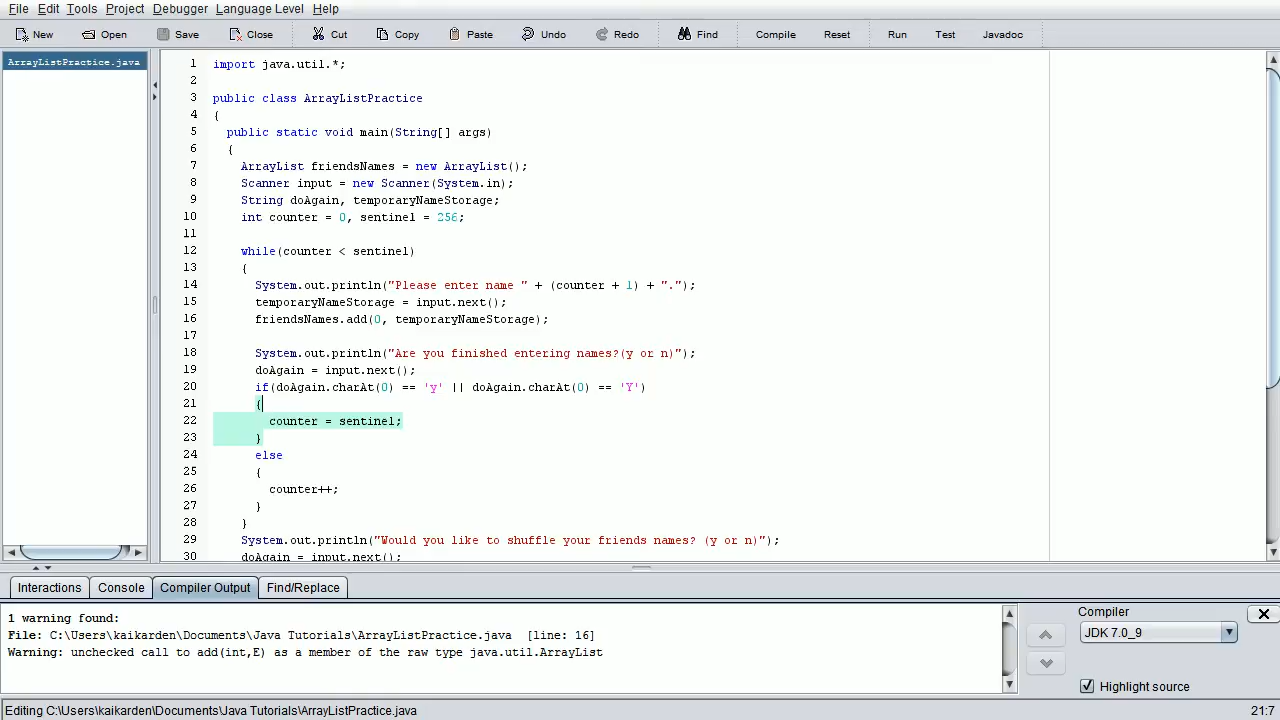 File Edit Tools Project Debugger Language Level Help
New Open Save Close Cut Copy Paste Undo Redo Find Compile Reset Run Test Javadoc
ArrayListPractice.java
1 import java.util.*;
2
3 public class ArrayListPractice
4 {
5 public static void main(String[] args)
6 {
7 ArrayList friendsNames = new ArrayList();
8 Scanner input = new Scanner(System.in);
9 String doAgain, temporaryNameStorage;
10 int counter = 0, sentinel = 256;
11
12 while(counter < sentinel)
13 {
14 System.out.println("Please enter name " + (counter + 1) + ".");
15 temporaryNameStorage = input.next();
16 friendsNames.add(0, temporaryNameStorage);
17
18 System.out.println("Are you finished entering names?(y or n)");
19 doAgain = input.next();
20 if(doAgain.charAt(0) == 'y' || doAgain.charAt(0) == 'Y')
21 {
22 counter = sentinel;
23 }
24 else
25 {
26 counter++;
27 }
28 }
29 System.out.println("Would you like to shuffle your friends names? (y or n)");
30 doAgain = input.next();
Interactions Console Compiler Output Find/Replace
1 warning found:
File: C:\Users\kaikarden\Documents\Java Tutorials\ArrayListPractice.java [line: 16]
Warning: unchecked call to add(int,E) as a member of the raw type java.util.ArrayList
Compiler
JDK 7.0_9
Highlight source
Editing C:\Users\kaikarden\Documents\Java Tutorials\ArrayListPractice.java 21:7